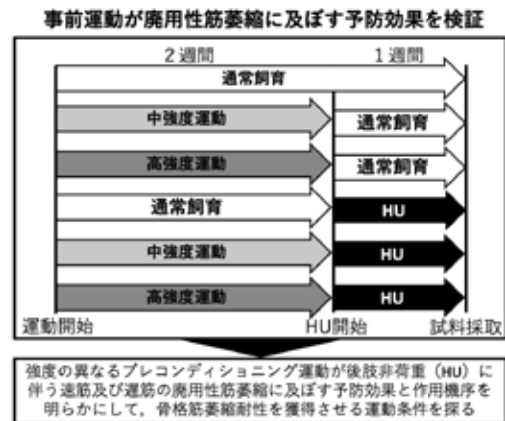 事前運動が廃用性筋萎縮に及ぼす予防効果を検証
2週間 1週間
通常飼育
中強度運動 通常飼育
高強度運動 通常飼育
通常飼育 HU
中強度運動 HU
高強度運動 HU
運動開始 HU開始 試料採取
強度の異なるプレコンディショニング運動が後肢非荷重（HU）に
伴う速筋及び遅筋の廃用性筋萎縮に及ぼす予防効果と作用機序を
明らかにして，骨格筋萎縮耐性を獲得させる運動条件を探る